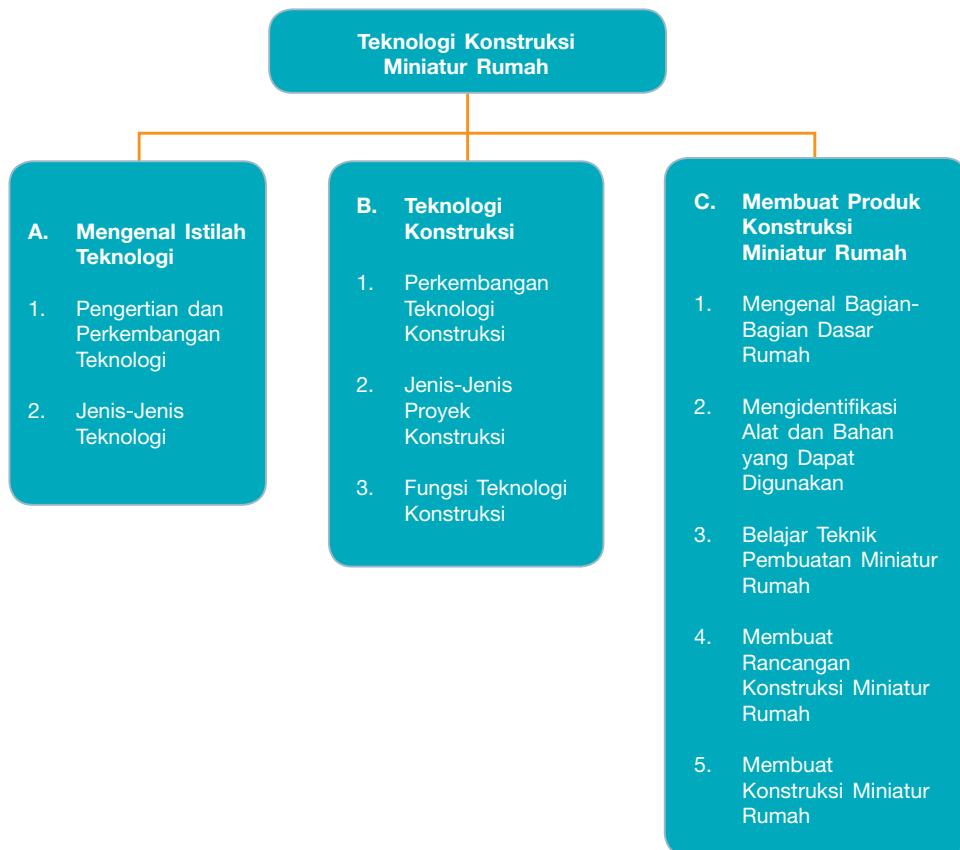 Teknologi Konstruksi
Miniatur Rumah
A. Mengenal Istilah
Teknologi
1. Pengertian dan
Perkembangan
Teknologi
2. Jenis-Jenis
Teknologi
B. Teknologi
Konstruksi
1. Perkembangan
Teknologi
Konstruksi
2. Jenis-Jenis
Proyek
Konstruksi
3. Fungsi Teknologi
Konstruksi
C. Membuat Produk
Konstruksi
Miniatur Rumah
1. Mengenal Bagian-
Bagian Dasar
Rumah
2. Mengidentifikasi
Alat dan Bahan
yang Dapat
Digunakan
3. Belajar Teknik
Pembuatan Miniatur
Rumah
4. Membuat
Rancangan
Konstruksi Miniatur
Rumah
5. Membuat
Konstruksi Miniatur
Rumah